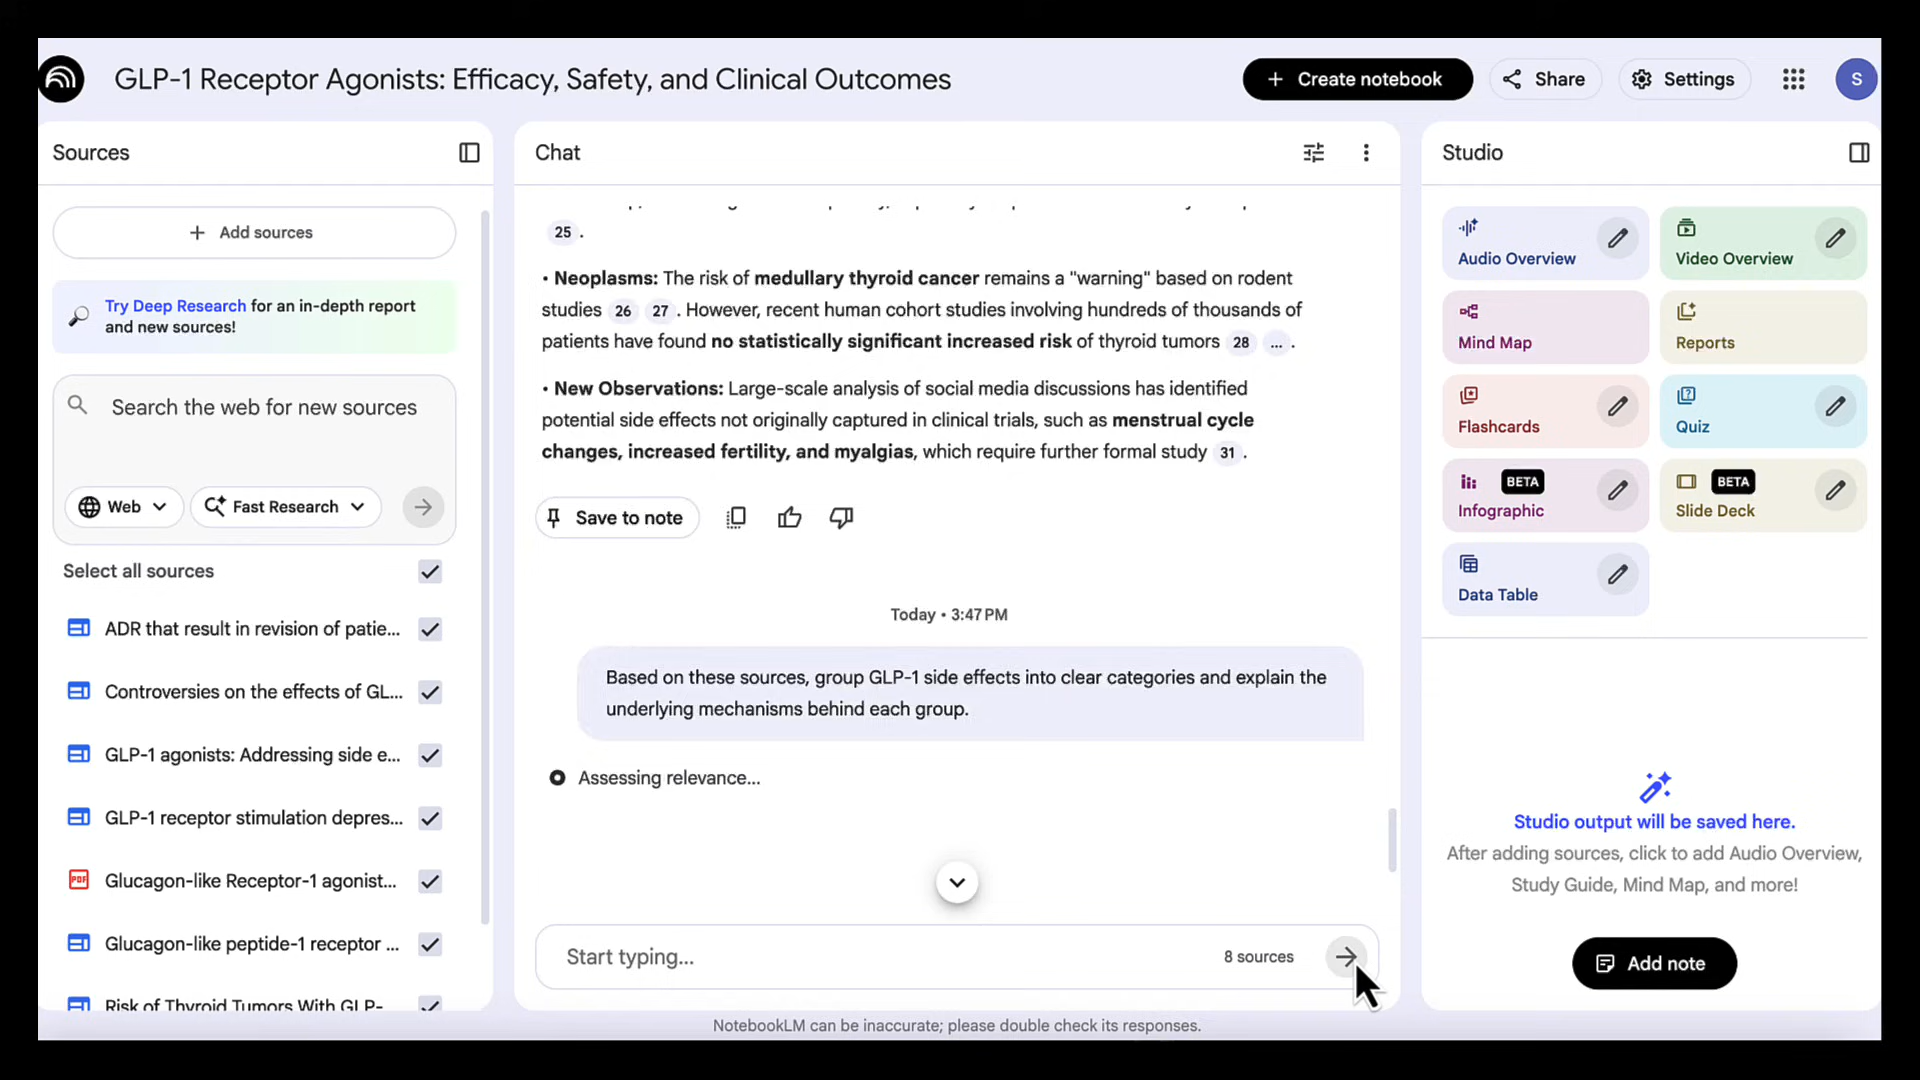 GLP-1 Receptor Agonists: Efficacy, Safety, and Clinical Outcomes
Create notebook
Share
Settings
S
Sources
Add sources
Try Deep Research for an in-depth report
and new sources!
Search the web for new sources
Web
Fast Research
Select all sources
ADR that result in revision of patie...
Controversies on the effects of GL...
GLP-1 agonists: Addressing side e...
GLP-1 receptor stimulation depres...
PDF
Glucagon-like Receptor-1 agonist...
Glucagon-like peptide-1 receptor ...
Risk of Thyroid Tumors With GLP-
Chat
25 .
• Neoplasms: The risk of medullary thyroid cancer remains a "warning" based on rodent
studies 26 27 . However, recent human cohort studies involving hundreds of thousands of
patients have found no statistically significant increased risk of thyroid tumors 28 ... .
• New Observations: Large-scale analysis of social media discussions has identified
potential side effects not originally captured in clinical trials, such as menstrual cycle
changes, increased fertility, and myalgias, which require further formal study 31 .
Save to note
Today • 3:47 PM
Based on these sources, group GLP-1 side effects into clear categories and explain the
underlying mechanisms behind each group.
Assessing relevance...
Start typing...
8 sources
NotebookLM can be inaccurate; please double check its responses.
Studio
Audio Overview
Video Overview
Mind Map
Reports
Flashcards
Quiz
BETA
Infographic
BETA
Slide Deck
Data Table
Studio output will be saved here.
After adding sources, click to add Audio Overview,
Study Guide, Mind Map, and more!
Add note